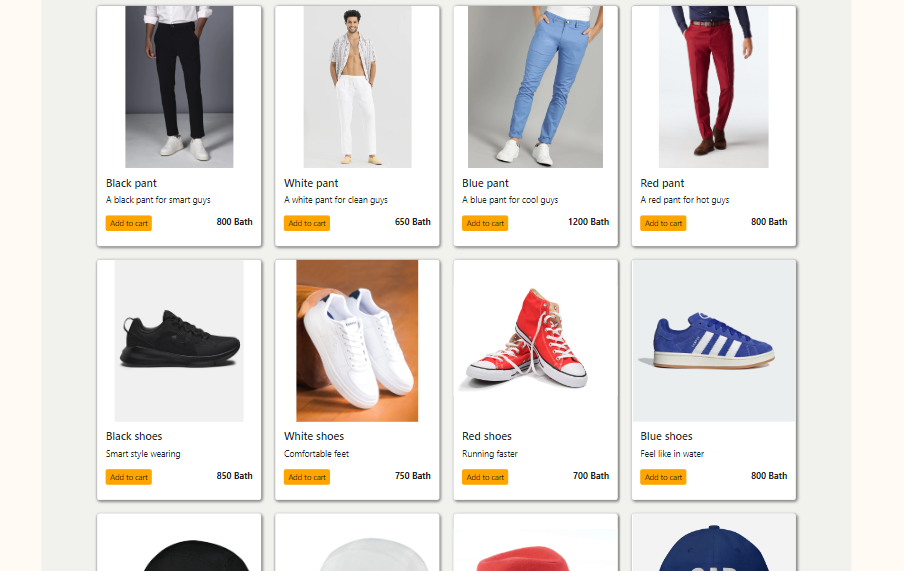 Black pant
A black pant for smart guys
Add to cart 800 Bath
White pant
A white pant for clean guys
Add to cart 650 Bath
Blue pant
A blue pant for cool guys
Add to cart 1200 Bath
Red pant
A red pant for hot guys
Add to cart 800 Bath
Black shoes
Smart style wearing
Add to cart 850 Bath
White shoes
Comfortable feet
Add to cart 750 Bath
Red shoes
Running faster
Add to cart 700 Bath
Blue shoes
Feel like in water
Add to cart 800 Bath